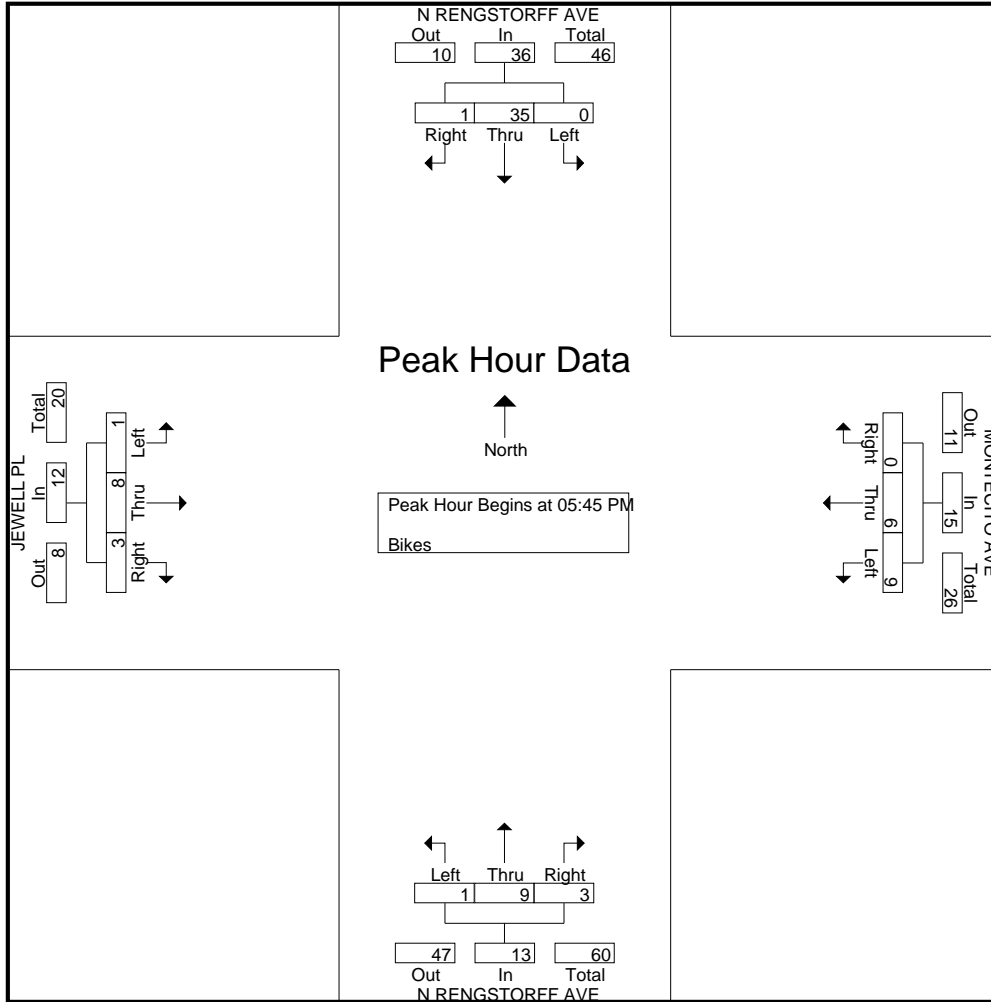 N RENGSTORFF AVE
Out In Total
10 36 46
1 35 0
Right Thru Left
Peak Hour Data
North
Peak Hour Begins at 05:45 PM
Bikes
JEWELL PL
Total In Out
20 12 8
1 8 3
Left Thru Right
Right Thru Left
0 6 9
Out In Total
11 15 26
MONTECITO AVE
Left Thru Right
1 9 3
47 13 60
Out In Total
N RENGSTORFF AVE